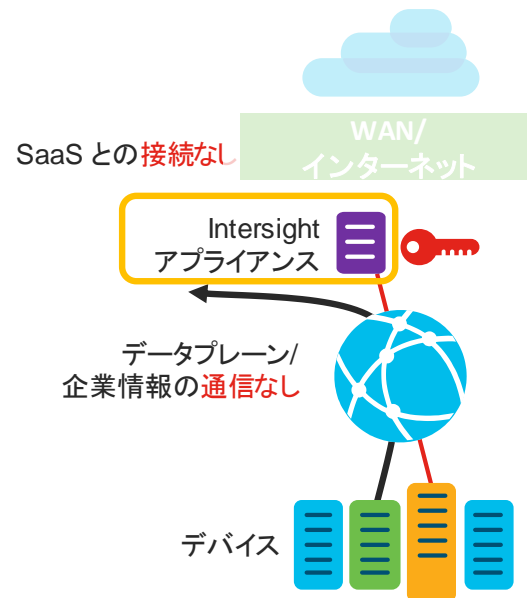 WAN/
インターネット
SaaS との接続なし
Intersight
アプライアンス
データプレーン/
企業情報の通信なし
デバイス